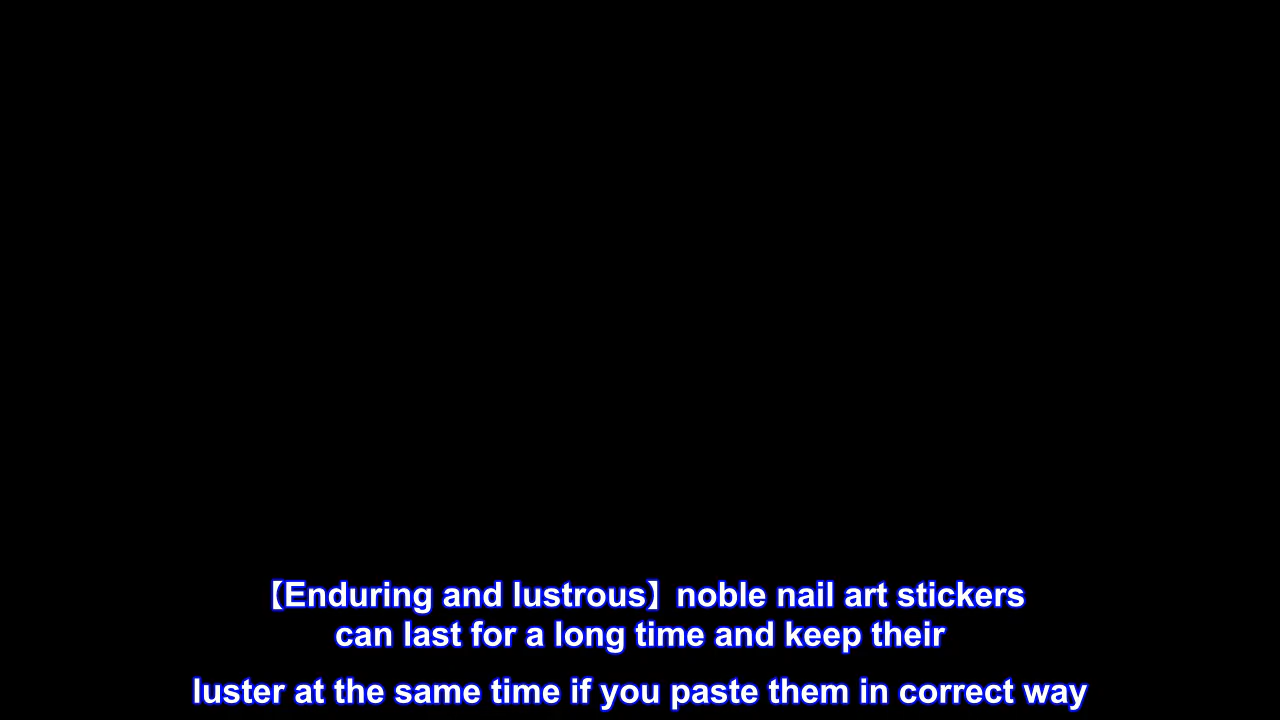 【Enduring and lustrous】noble nail art stickers
can last for a long time and keep their
luster at the same time if you paste them in correct way